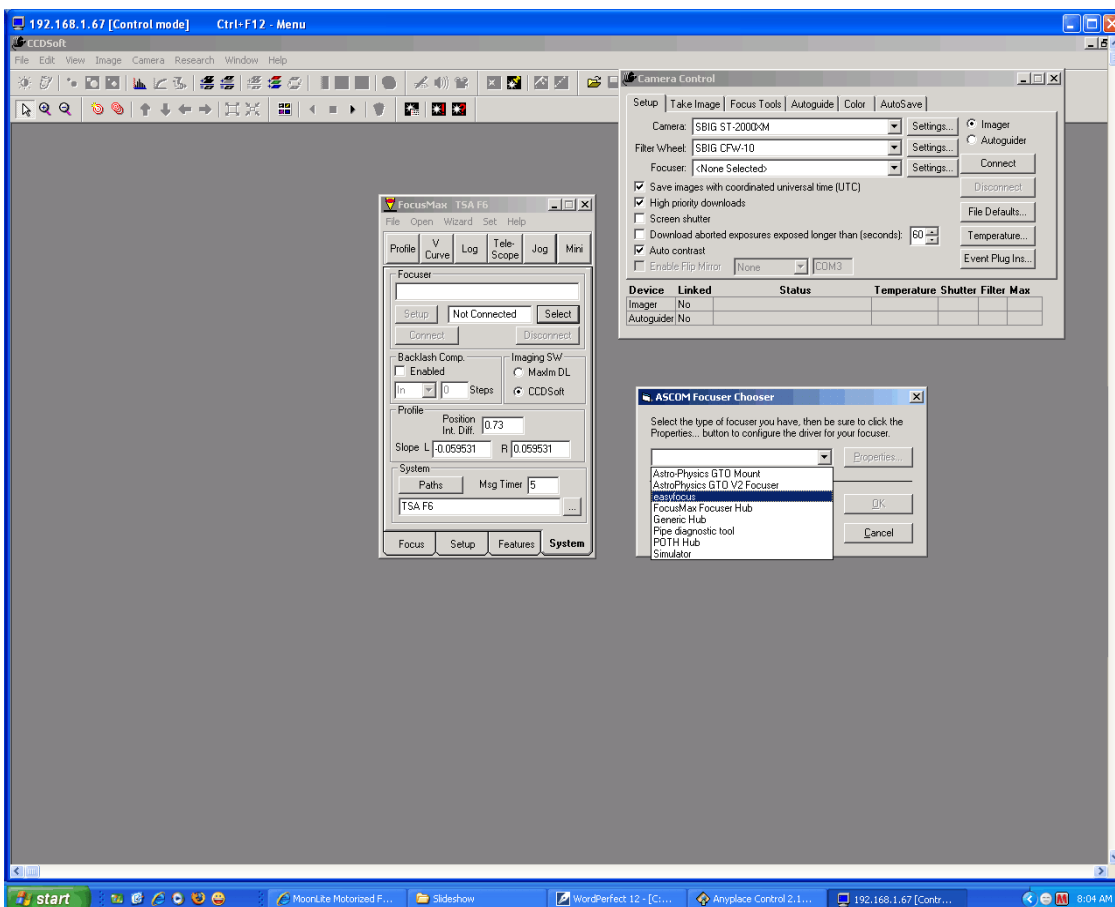 192.168.1.67 [Control mode] Ctrl+F12 - Menu
CCDSoft
File Edit View Image Camera Research Window Help
Camera Control
Setup Take Image Focus Tools Autoguide Color AutoSave
Camera: SBIG ST-2000XM Settings... Imager
Autoguider
Filter Wheel: SBIG CFW-10 Settings...
Focuser: <None Selected> Settings... Connect
Save images with coordinated universal time (UTC) Disconnect
High priority downloads
Screen shutter File Defaults...
Download aborted exposures exposed longer than (seconds): 60 Temperature...
Auto contrast
Enable Flip Mirror None COM3 Event Plug Ins...
Device Linked Status Temperature Shutter Filter Max
Imager No
Autoguider No
FocusMax TSA F6
File Open Wizard Set Help
Profile V Curve Log Tele-Scope Jog Mini
Focuser
Setup Not Connected Select
Connect Disconnect
Backlash Comp. Imaging SW
Enabled MaxIm DL
In 0 Steps CCDSoft
Profile
Position Int. Diff. 0.73
Slope L -0.059531 R 0.059531
System
Paths Msg Timer 5
TSA F6 ...
Focus Setup Features System
ASCOM Focuser Chooser
Select the type of focuser you have, then be sure to click the
Properties... button to configure the driver for your focuser.
Properties...
Astro-Physics GTO Mount
AstroPhysics GTO V2 Focuser
easyfocus
FocusMax Focuser Hub
Generic Hub
Pipe diagnostic tool
POTH Hub
Simulator
OK
Cancel
start MoonLite Motorized F... Slideshow WordPerfect 12 - [C:... Anyplace Control 2.1... 192.168.1.67 [Contr... 8:04 AM